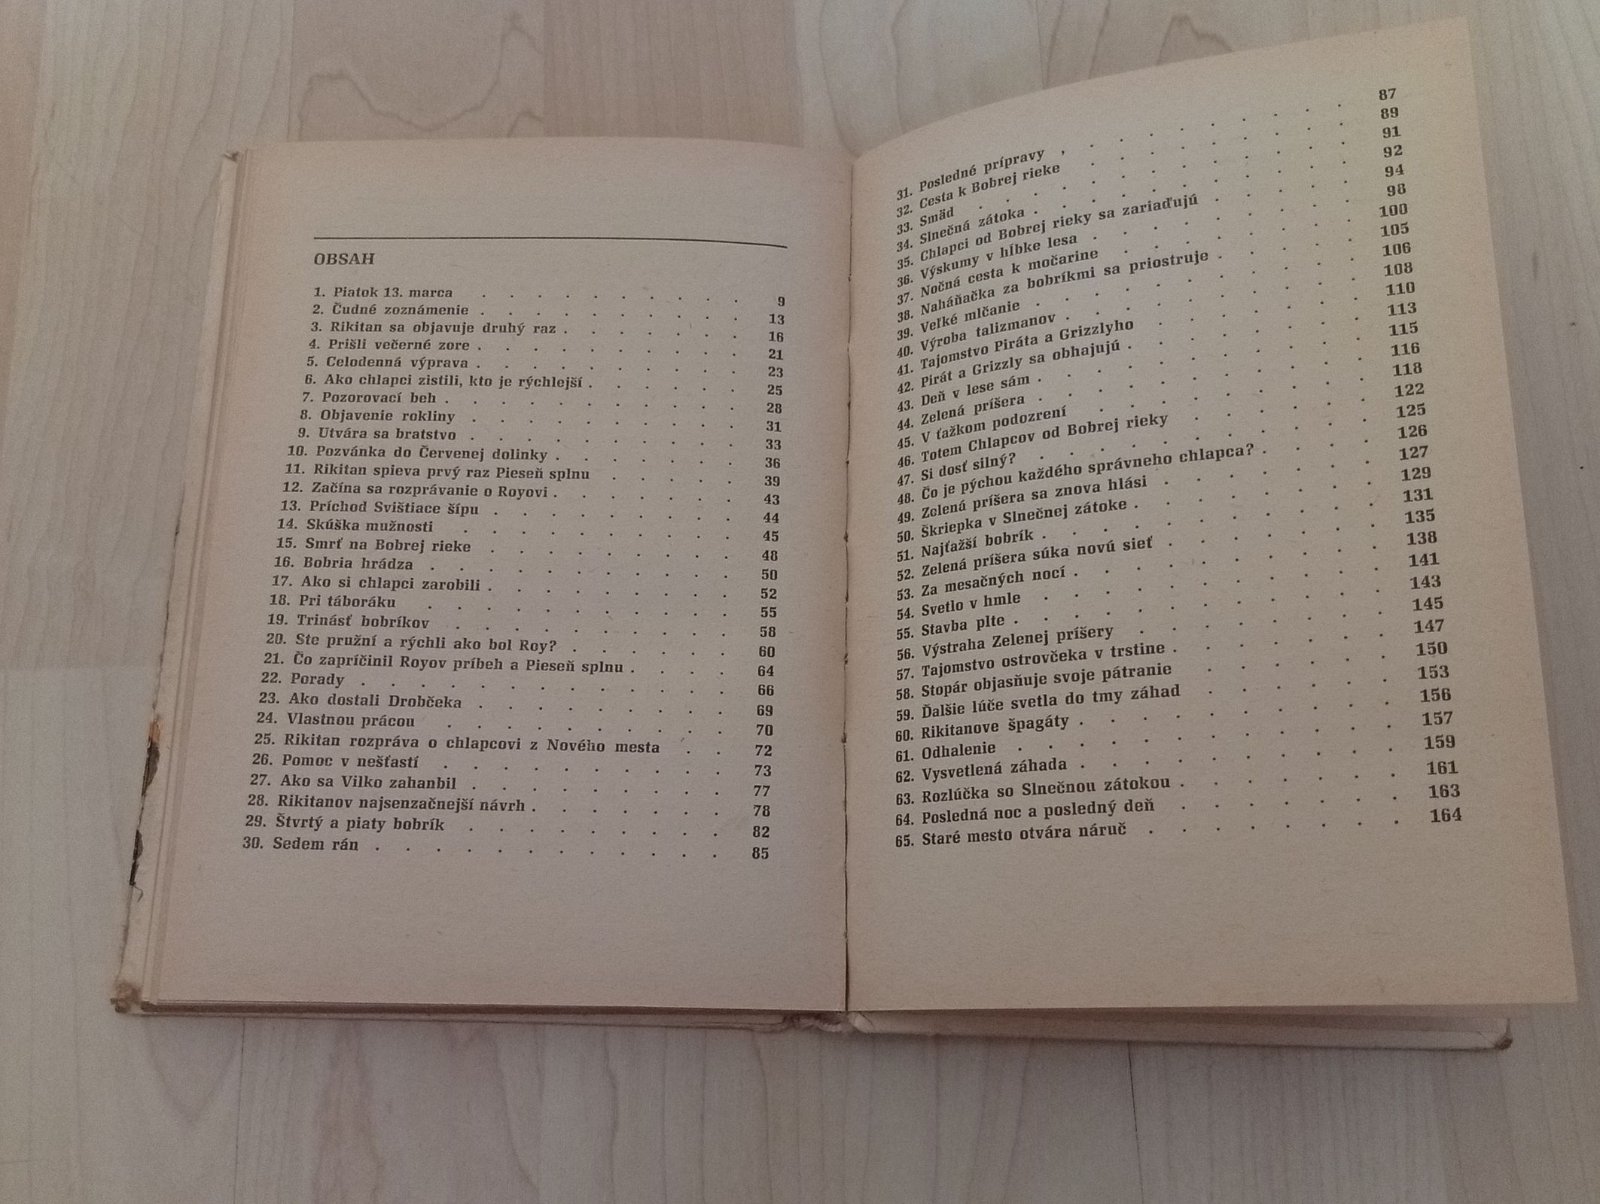 OBSAH
1. Piatok 13. marca . . . . . . . . . 9
2. Čudné zoznámenie . . . . . . . . . 13
3. Rikitan sa objavuje druhý raz . . . . . . 16
4. Prišli večerné zore . . . . . . . . . 21
5. Celodenná výprava . . . . . . . . . 23
6. Ako chlapci zistili, kto je rýchlejší . . . . . 25
7. Pozorovací beh . . . . . . . . . . 28
8. Objavenie rokliny . . . . . . . . . 31
9. Utvára sa bratstvo . . . . . . . . . 33
10. Pozvánka do Červenej dolinky . . . . . . 36
11. Rikitan spieva prvý raz Pieseň splnu . . . . 39
12. Začína sa rozprávanie o Royovi . . . . . . 43
13. Príchod Svištiace šípu . . . . . . . . 44
14. Skúška mužnosti . . . . . . . . . 45
15. Smrť na Bobrej rieke . . . . . . . . 48
16. Bobria hrádza . . . . . . . . . . 50
17. Ako si chlapci zarobili . . . . . . . . 52
18. Pri táboráku . . . . . . . . . . 55
19. Trinásť bobríkov . . . . . . . . . 58
20. Ste pružní a rýchli ako bol Roy? . . . . . 60
21. Čo zapríčinil Royov príbeh a Pieseň splnu . . . 64
22. Porady . . . . . . . . . . . . 66
23. Ako dostali Drobčeka . . . . . . . . 69
24. Vlastnou prácou . . . . . . . . . 70
25. Rikitan rozpráva o chlapcovi z Nového mesta . . 72
26. Pomoc v nešťastí . . . . . . . . . 73
27. Ako sa Vilko zahanbil . . . . . . . . 77
28. Rikitanov najsenzačnejší návrh . . . . . . 78
29. Štvrtý a piaty bobrík . . . . . . . . 82
30. Sedem rán . . . . . . . . . . . 85
31. Posledné prípravy . . . . . . . . . 87
32. Cesta k Bobrej rieke . . . . . . . . 89
33. Smäd . . . . . . . . . . . . 91
34. Slnečná zátoka . . . . . . . . . . 92
35. Chlapci od Bobrej rieky sa zariaďujú . . . . 94
36. Výskumy v hĺbke lesa . . . . . . . . 98
37. Nočná cesta k močarine . . . . . . . 100
38. Naháňačka za bobríkmi sa priostruje . . . . 105
39. Veľké mlčanie . . . . . . . . . . 106
40. Výroba talizmanov . . . . . . . . . 108
41. Tajomstvo Piráta a Grizzlyho . . . . . . 110
42. Pirát a Grizzly sa obhajujú . . . . . . . 113
43. Deň v lese sám . . . . . . . . . . 115
44. Zelená príšera . . . . . . . . . . 116
45. V ťažkom podozrení . . . . . . . . 118
46. Totem Chlapcov od Bobrej rieky . . . . . 122
47. Si dosť silný? . . . . . . . . . . 125
48. Čo je pýchou každého správneho chlapca? . . . 126
49. Zelená príšera sa znova hlási . . . . . . 127
50. Škriepka v Slnečnej zátoke . . . . . . . 129
51. Najťažší bobrík . . . . . . . . . . 131
52. Zelená príšera súka novú sieť . . . . . . 135
53. Za mesačných nocí . . . . . . . . . 138
54. Svetlo v hmle . . . . . . . . . . 141
55. Stavba plte . . . . . . . . . . . 143
56. Výstraha Zelenej príšery . . . . . . . 145
57. Tajomstvo ostrovčeka v trstine . . . . . . 147
58. Stopár objasňuje svoje pátranie . . . . . 150
59. Ďalšie lúče svetla do tmy záhad . . . . . 153
60. Rikitanove špagáty . . . . . . . . . 156
61. Odhalenie . . . . . . . . . . . 157
62. Vysvetlená záhada . . . . . . . . . 159
63. Rozlúčka so Slnečnou zátokou . . . . . . 161
64. Posledná noc a posledný deň . . . . . . 163
65. Staré mesto otvára náruč . . . . . . . 164